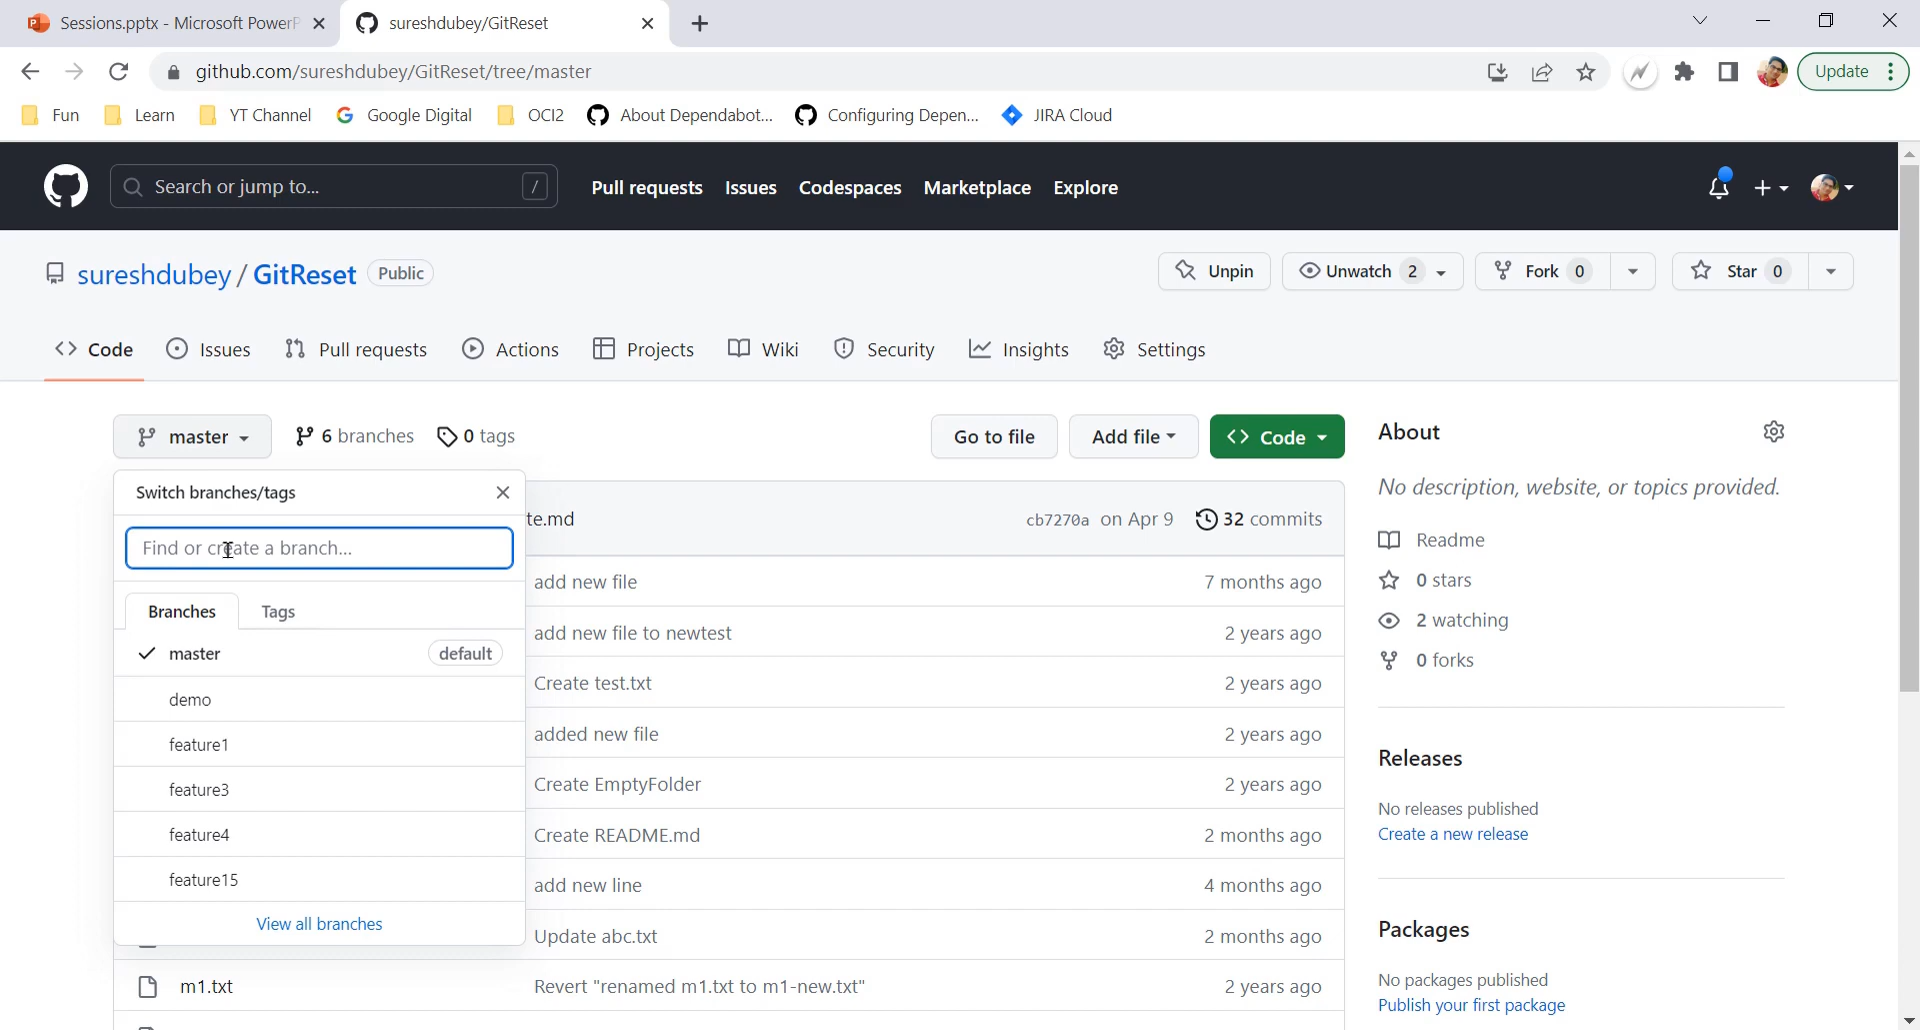 Sessions.pptx - Microsoft PowerP
sureshdubey/GitReset
github.com/sureshdubey/GitReset/tree/master
Update
Fun
Learn
YT Channel
Google Digital
OCI2
About Dependabot...
Configuring Depen...
JIRA Cloud
Search or jump to...
/
Pull requests
Issues
Codespaces
Marketplace
Explore
sureshdubey / GitReset
Public
Unpin
Unwatch 2
Fork 0
Star 0
Code
Issues
Pull requests
Actions
Projects
Wiki
Security
Insights
Settings
master
6 branches
0 tags
Go to file
Add file
Code
Switch branches/tags
Find or create a branch...
Branches
Tags
master
default
demo
feature1
feature3
feature4
feature15
View all branches
te.md
cb7270a on Apr 9
32 commits
add new file
7 months ago
add new file to newtest
2 years ago
Create test.txt
2 years ago
added new file
2 years ago
Create EmptyFolder
2 years ago
Create README.md
2 months ago
add new line
4 months ago
Update abc.txt
2 months ago
m1.txt
Revert "renamed m1.txt to m1-new.txt"
2 years ago
About
No description, website, or topics provided.
Readme
0 stars
2 watching
0 forks
Releases
No releases published
Create a new release
Packages
No packages published
Publish your first package